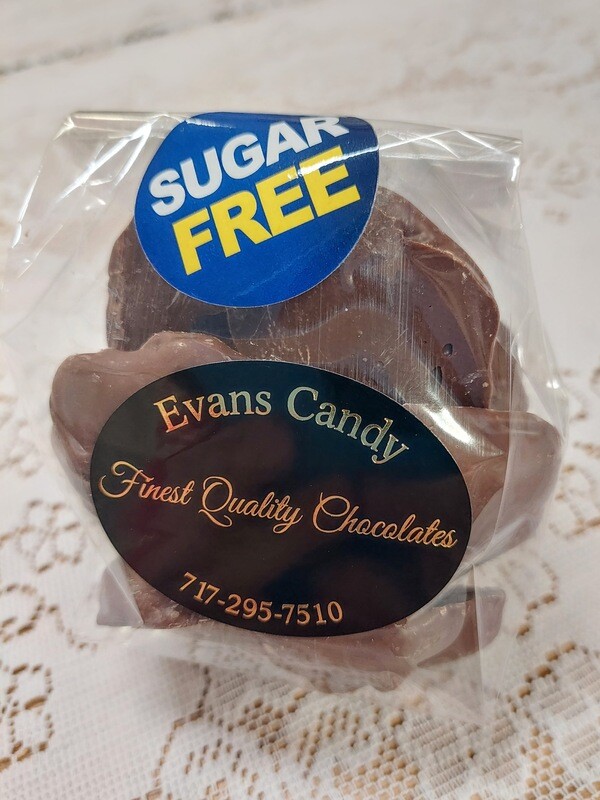 SUGAR
FREE
Evans Candy
Finest Quality Chocolates
717-295-7510